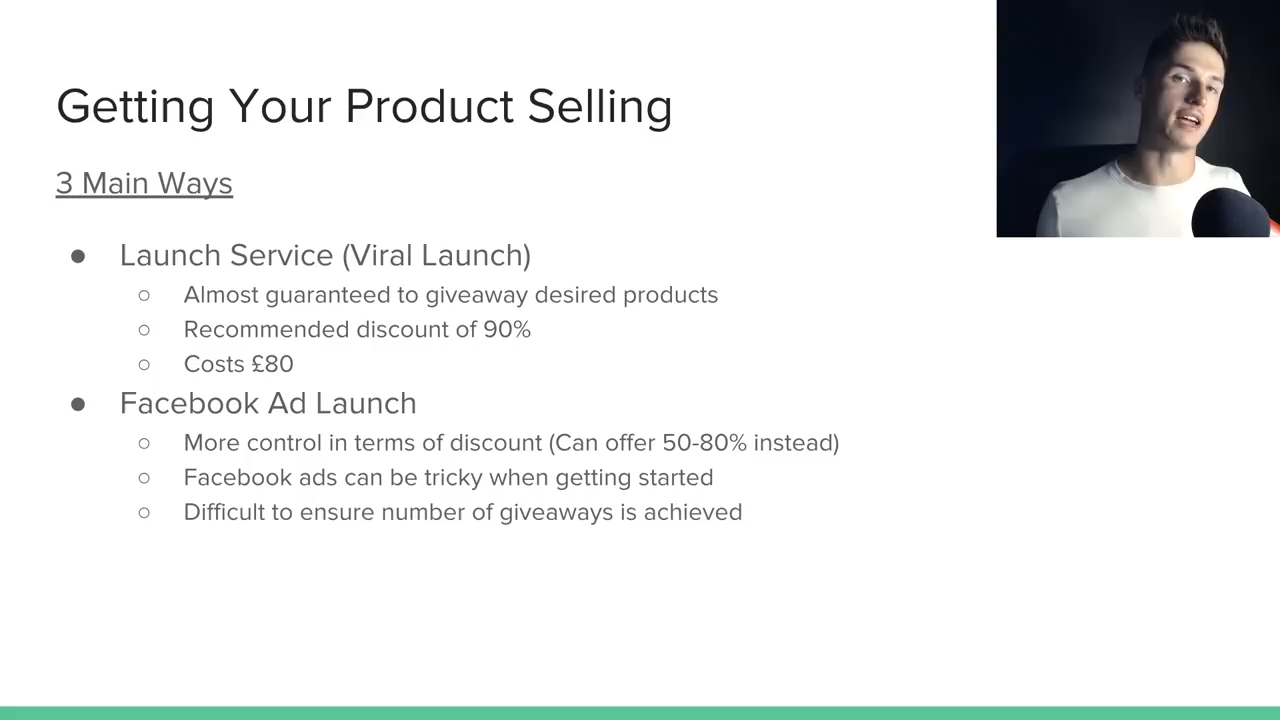 Getting Your Product Selling
3 Main Ways
● Launch Service (Viral Launch)
○ Almost guaranteed to giveaway desired products
○ Recommended discount of 90%
○ Costs £80
● Facebook Ad Launch
○ More control in terms of discount (Can offer 50-80% instead)
○ Facebook ads can be tricky when getting started
○ Difficult to ensure number of giveaways is achieved